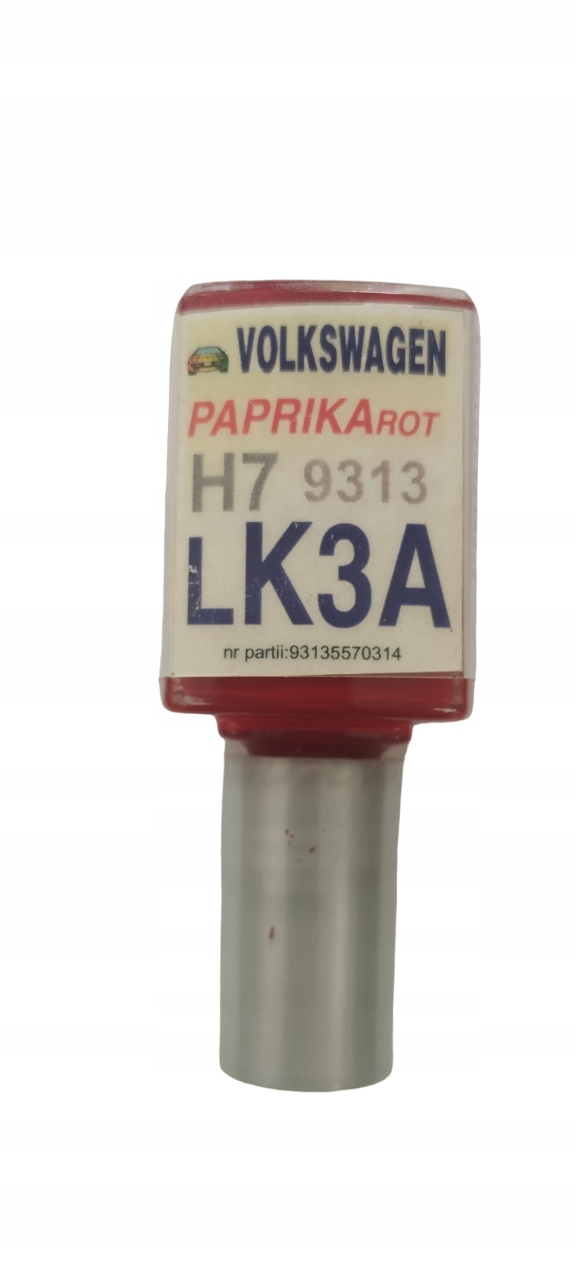 VOLKSWAGEN
PAPRIKAROT
H7 9313
LK3A
nr partii:93135570314